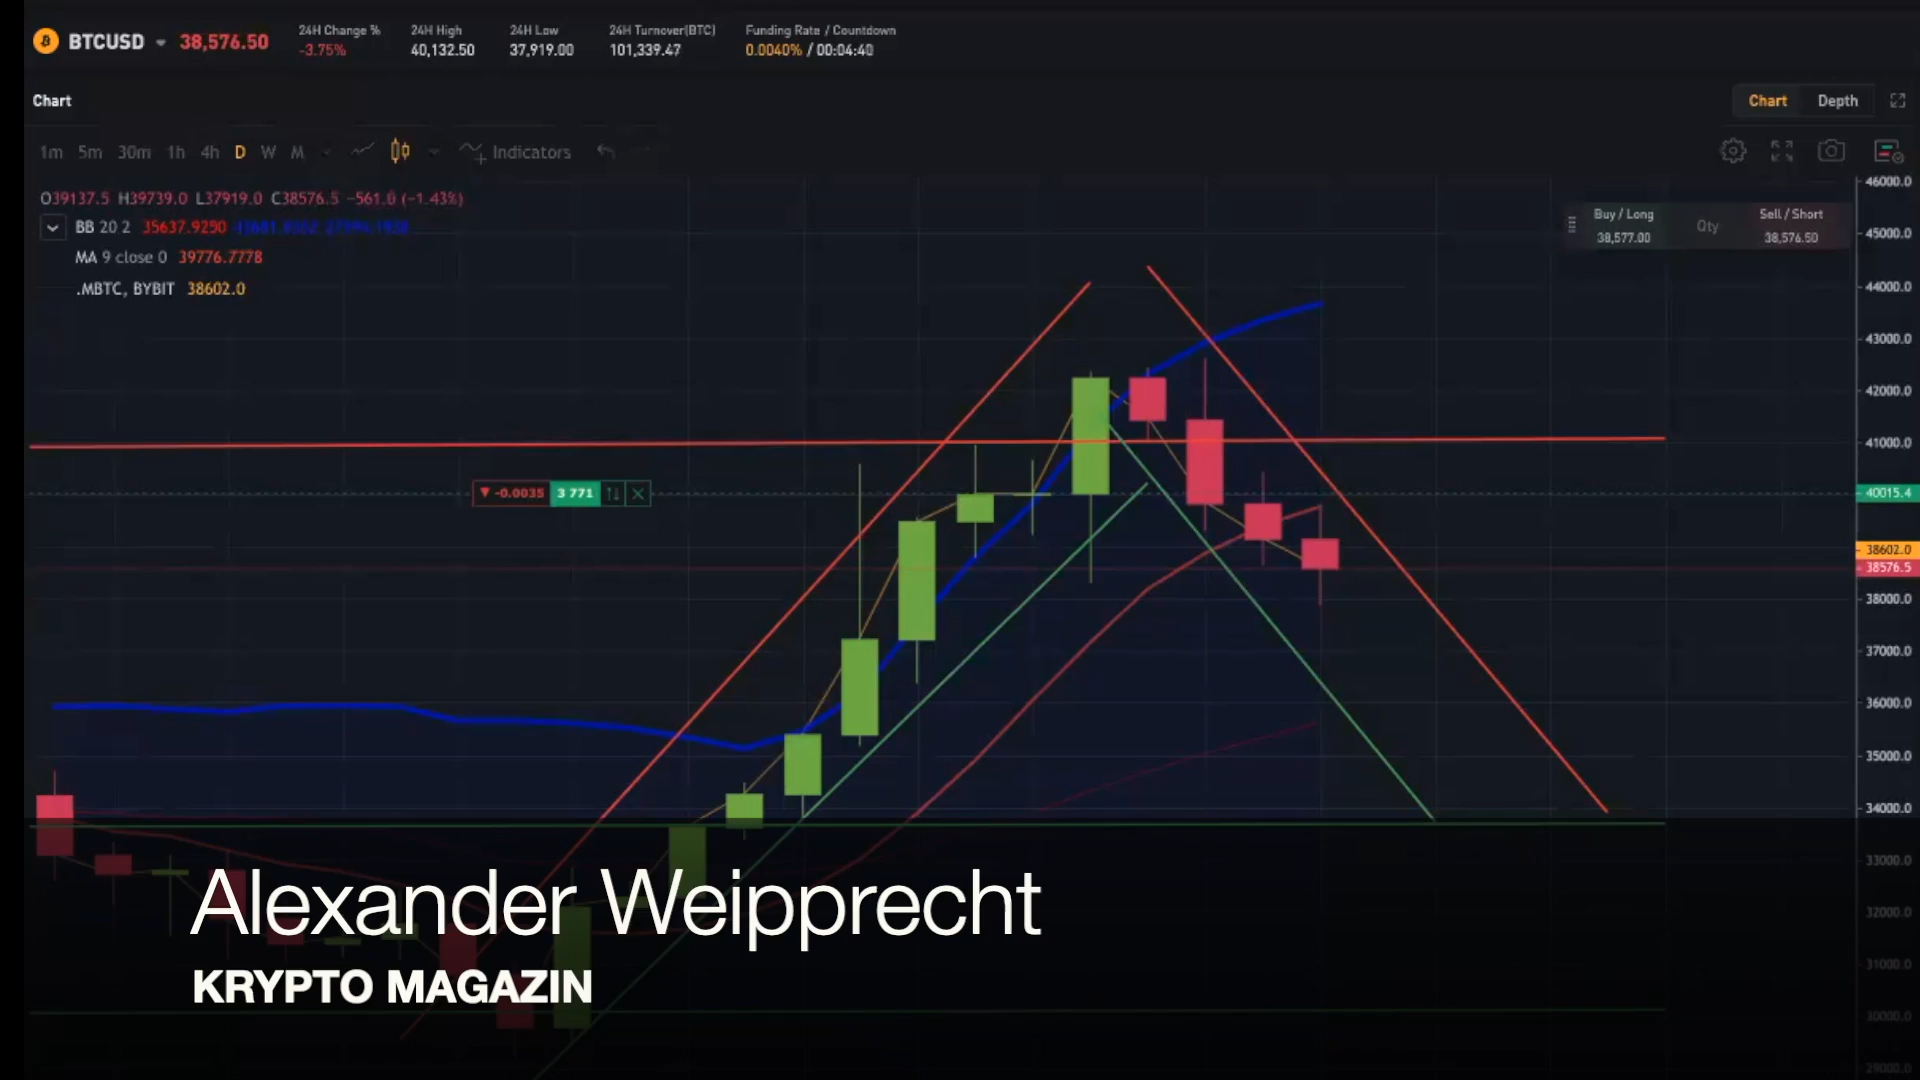 BTCUSD 38,576.50
24H Change % 24H High 24H Low 24H Turnover(BTC) Funding Rate / Countdown
-3.75% 40,132.50 37,919.00 101,339.47 0.0040% / 00:04:40
Chart
Chart Depth
1m 5m 30m 1h 4h D W M Indicators
O39137.5 H39739.0 L37919.0 C38576.5 −561.0 (−1.43%)
BB 20 2 35637.9250
MA 9 close 0 39776.7778
.MBTC, BYBIT 38602.0
Buy / Long Qty Sell / Short
38,577.00 38,576.50
-0.0035 3 771
46000.0
45000.0
44000.0
43000.0
42000.0
41000.0
40015.4
38602.0
38576.5
38000.0
37000.0
36000.0
35000.0
34000.0
33000.0
32000.0
31000.0
30000.0
29000.0
Alexander Weipprecht
KRYPTO MAGAZIN